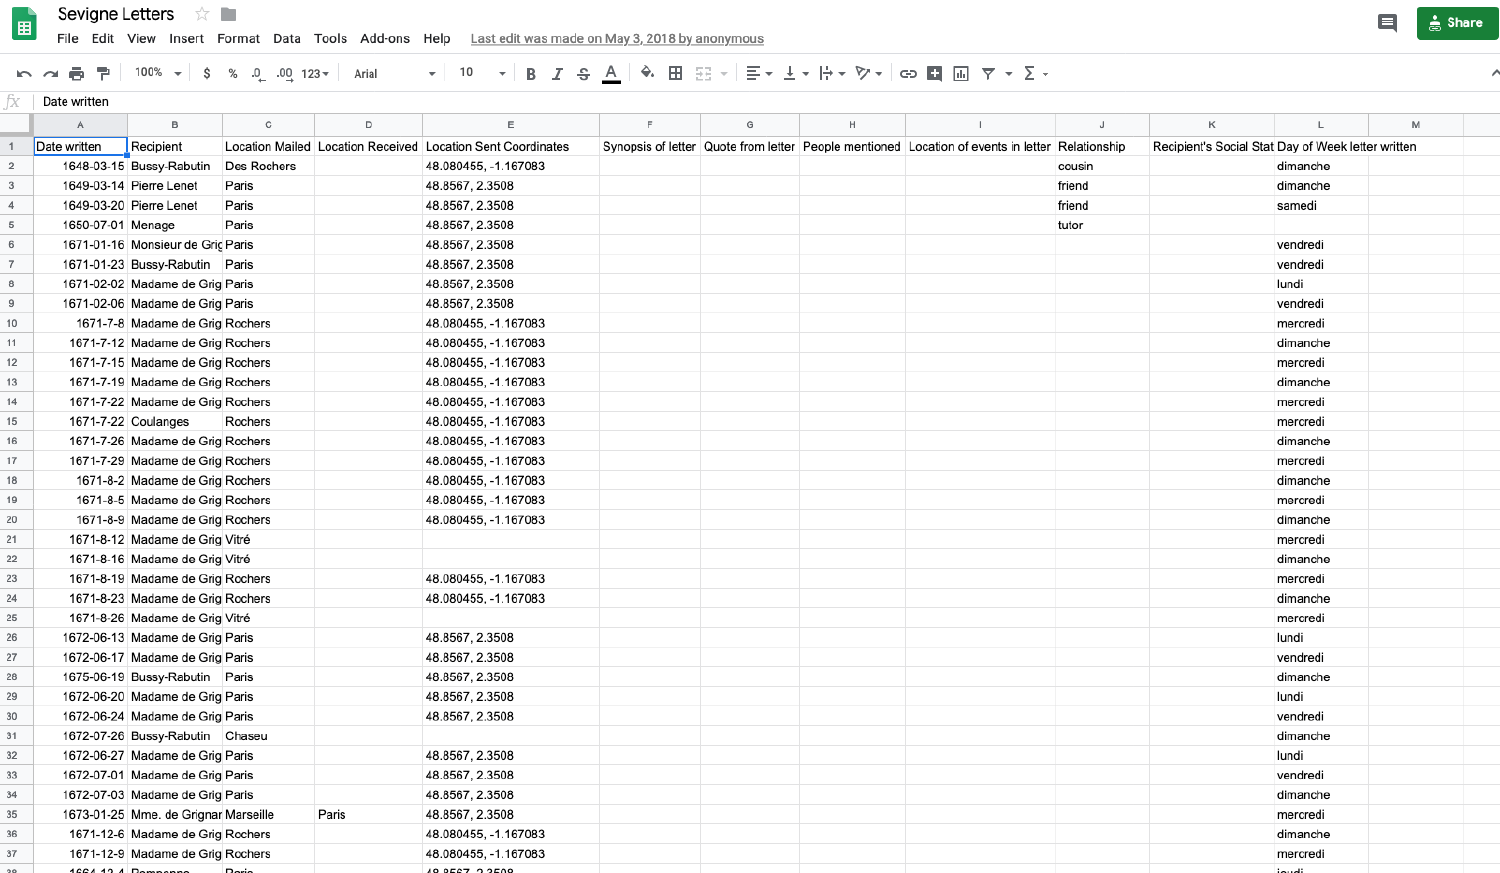 Sevigne Letters
File Edit View Insert Format Data Tools Add-ons Help Last edit was made on May 3, 2018 by anonymous
Share
100% $ % .0 .00 123 Arial 10 B I S A Σ
fx Date written
A B C D E F G H I J K L M
1 Date written Recipient Location Mailed Location Received Location Sent Coordinates Synopsis of letter Quote from letter People mentioned Location of events in letter Relationship Recipient's Social Stat Day of Week letter written
2 1648-03-15 Bussy-Rabutin Des Rochers 48.080455, -1.167083 cousin dimanche
3 1649-03-14 Pierre Lenet Paris 48.8567, 2.3508 friend dimanche
4 1649-03-20 Pierre Lenet Paris 48.8567, 2.3508 friend samedi
5 1650-07-01 Menage Paris 48.8567, 2.3508 tutor
6 1671-01-16 Monsieur de Grig Paris 48.8567, 2.3508 vendredi
7 1671-01-23 Bussy-Rabutin Paris 48.8567, 2.3508 vendredi
8 1671-02-02 Madame de Grig Paris 48.8567, 2.3508 lundi
9 1671-02-06 Madame de Grig Paris 48.8567, 2.3508 vendredi
10 1671-7-8 Madame de Grig Rochers 48.080455, -1.167083 mercredi
11 1671-7-12 Madame de Grig Rochers 48.080455, -1.167083 dimanche
12 1671-7-15 Madame de Grig Rochers 48.080455, -1.167083 mercredi
13 1671-7-19 Madame de Grig Rochers 48.080455, -1.167083 dimanche
14 1671-7-22 Madame de Grig Rochers 48.080455, -1.167083 mercredi
15 1671-7-22 Coulanges Rochers 48.080455, -1.167083 mercredi
16 1671-7-26 Madame de Grig Rochers 48.080455, -1.167083 dimanche
17 1671-7-29 Madame de Grig Rochers 48.080455, -1.167083 mercredi
18 1671-8-2 Madame de Grig Rochers 48.080455, -1.167083 dimanche
19 1671-8-5 Madame de Grig Rochers 48.080455, -1.167083 mercredi
20 1671-8-9 Madame de Grig Rochers 48.080455, -1.167083 dimanche
21 1671-8-12 Madame de Grig Vitré mercredi
22 1671-8-16 Madame de Grig Vitré dimanche
23 1671-8-19 Madame de Grig Rochers 48.080455, -1.167083 mercredi
24 1671-8-23 Madame de Grig Rochers 48.080455, -1.167083 dimanche
25 1671-8-26 Madame de Grig Vitré mercredi
26 1672-06-13 Madame de Grig Paris 48.8567, 2.3508 lundi
27 1672-06-17 Madame de Grig Paris 48.8567, 2.3508 vendredi
28 1675-06-19 Bussy-Rabutin Paris 48.8567, 2.3508 dimanche
29 1672-06-20 Madame de Grig Paris 48.8567, 2.3508 lundi
30 1672-06-24 Madame de Grig Paris 48.8567, 2.3508 vendredi
31 1672-07-26 Bussy-Rabutin Chaseu dimanche
32 1672-06-27 Madame de Grig Paris 48.8567, 2.3508 lundi
33 1672-07-01 Madame de Grig Paris 48.8567, 2.3508 vendredi
34 1672-07-03 Madame de Grig Paris 48.8567, 2.3508 dimanche
35 1673-01-25 Mme. de Grignar Marseille Paris 48.8567, 2.3508 mercredi
36 1671-12-6 Madame de Grig Rochers 48.080455, -1.167083 dimanche
37 1671-12-9 Madame de Grig Rochers 48.080455, -1.167083 mercredi
38 1664-12-4 Pomponne Paris 48.8567, 2.3508 jeudi